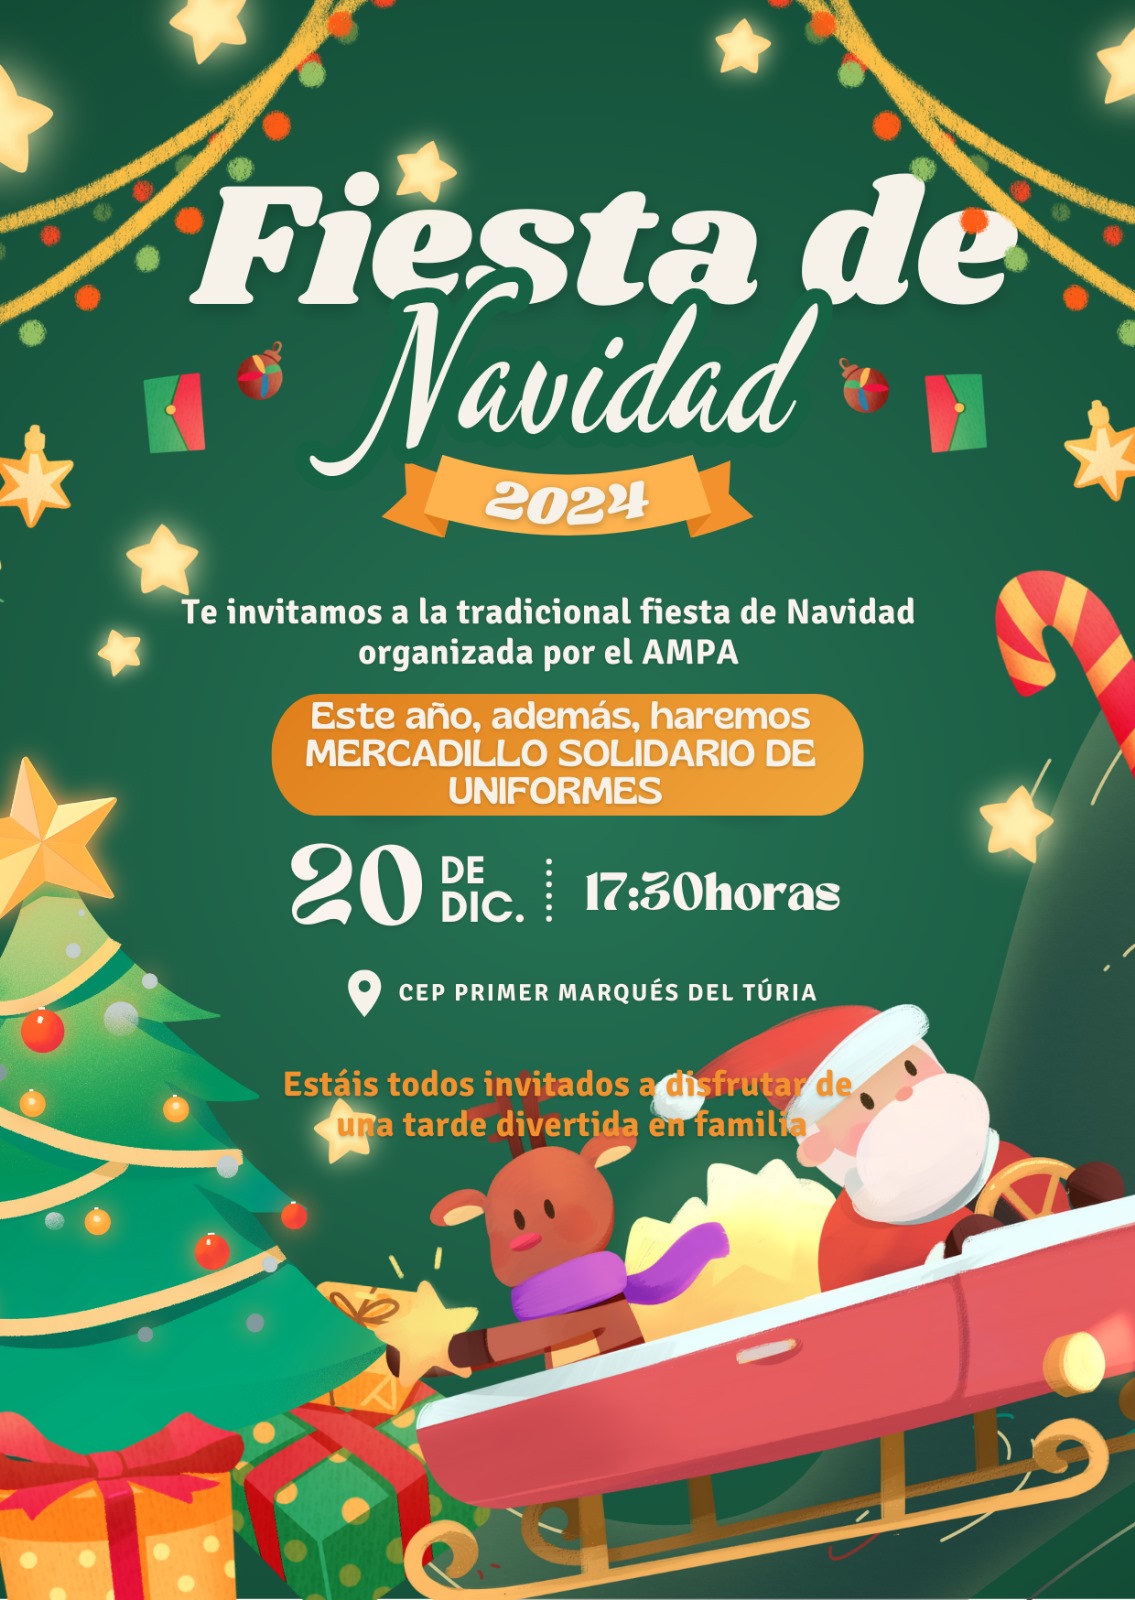 Fiesta de
Navidad
2024
Te invitamos a la tradicional fiesta de Navidad
organizada por el AMPA
Este año, además, haremos
MERCADILLO SOLIDARIO DE
UNIFORMES
20 DE DIC. 17:30horas
CEP PRIMER MARQUÉS DEL TÚRIA
Estáis todos invitados a disfrutar de
una tarde divertida en familia